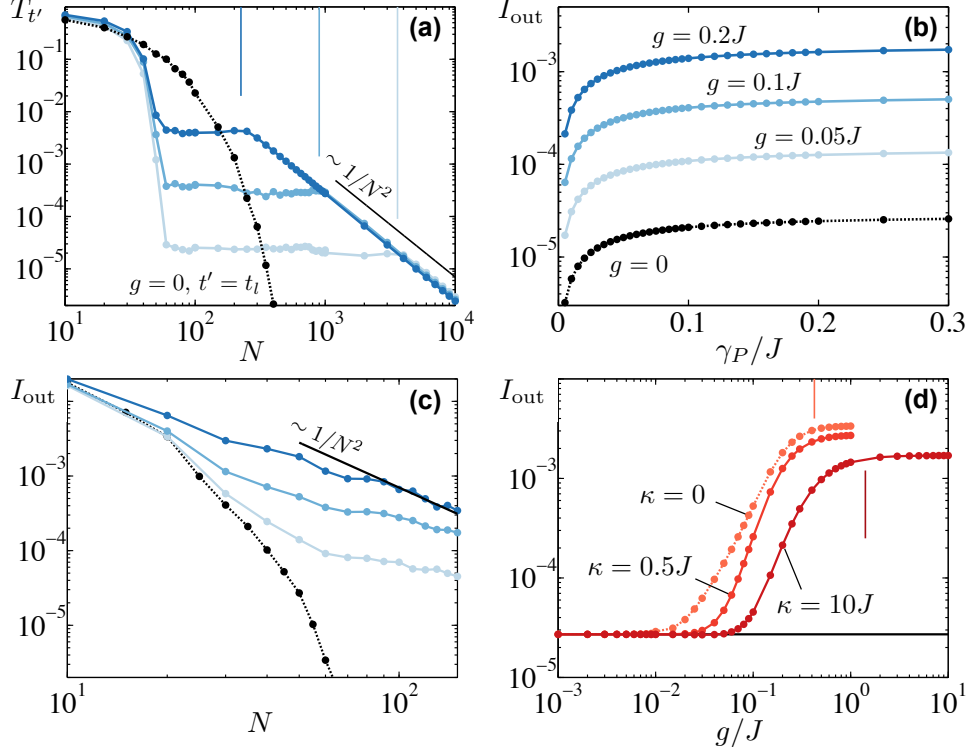 T_{t'}
(a)
10^{-1}
10^{-2}
10^{-3}
10^{-4}
10^{-5}
~ 1/N^2
g = 0, t' = t_l
10^1 10^2 10^3 10^4
N
I_out
(b)
10^{-3}
10^{-4}
10^{-5}
g = 0.2J
g = 0.1J
g = 0.05J
g = 0
0 0.1 0.2 0.3
γ_P/J
I_out
(c)
10^{-3}
10^{-4}
10^{-5}
~ 1/N^2
10^1 10^2
N
I_out
(d)
10^{-2}
10^{-3}
10^{-4}
10^{-5}
κ = 0
κ = 0.5J
κ = 10J
10^{-3} 10^{-2} 10^{-1} 10^0 10^1
g/J